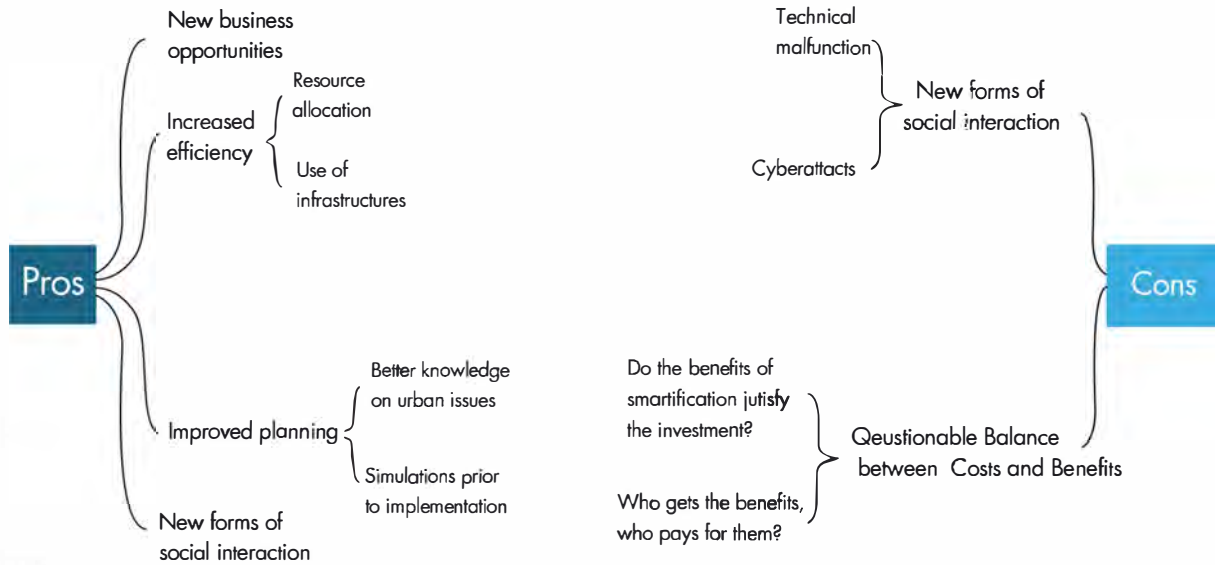 Pros
New business
opportunities
Increased
efficiency
Resource
allocation
Use of
infrastructures
Improved planning
Better knowledge
on urban issues
Simulations prior
to implementation
New forms of
social interaction
Cons
New forms of
social interaction
Technical
malfunction
Cyberattacts
Qeustionable Balance
between Costs and Benefits
Do the benefits of
smartification jutisfy
the investment?
Who gets the benefits,
who pays for them?